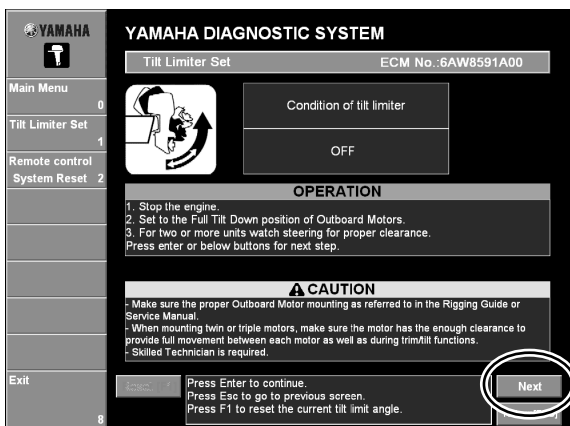 YAMAHA
YAMAHA DIAGNOSTIC SYSTEM
Tilt Limiter Set
ECM No.:6AW8591A00
Main Menu
0
Tilt Limiter Set
1
Remote control
System Reset 2
Condition of tilt limiter
OFF
OPERATION
1. Stop the engine.
2. Set to the Full Tilt Down position of Outboard Motors.
3. For two or more units watch steering for proper clearance.
Press enter or below
buttons for next step.
CAUTION
- Make sure the proper Outboard Motor mounting as referred to in the Rigging Guide or
Service Manual.
- When mounting twin or triple motors, make sure the motor has the enough clearance to
provide full movement between each motor as well as during trim/tilt functions.
- Skilled Technician is required.
Exit
8
Press Enter to continue.
Press Esc to go to previous screen.
Press F1 to reset the current tilt limit angle.
Next